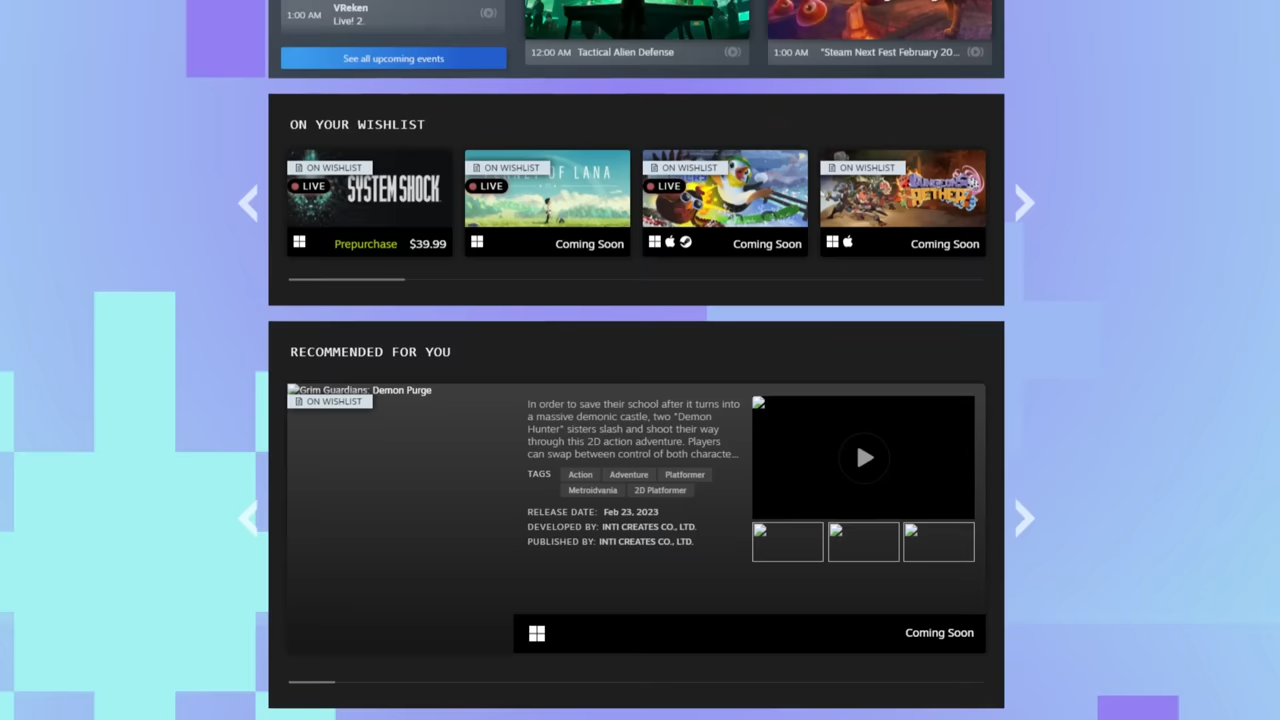 VReken
1:00 AM
Live! 2.
See all upcoming events
12:00 AM Tactical Alien Defense
1:00 AM "Steam Next Fest February 20...
ON YOUR WISHLIST
ON WISHLIST
LIVE
SYSTEM SHOCK
Prepurchase $39.99
ON WISHLIST
LIVE
OF LANA
Coming Soon
ON WISHLIST
LIVE
Coming Soon
ON WISHLIST
AETHER
Coming Soon
RECOMMENDED FOR YOU
Grim Guardians: Demon Purge
ON WISHLIST
In order to save their school after it turns into
a massive demonic castle, two "Demon
Hunter" sisters slash and shoot their way
through this 2D action adventure. Players
can swap between control of both characte...
TAGS Action Adventure Platformer
Metroidvania 2D Platformer
RELEASE DATE: Feb 23, 2023
DEVELOPED BY: INTI CREATES CO., LTD.
PUBLISHED BY: INTI CREATES CO., LTD.
Coming Soon